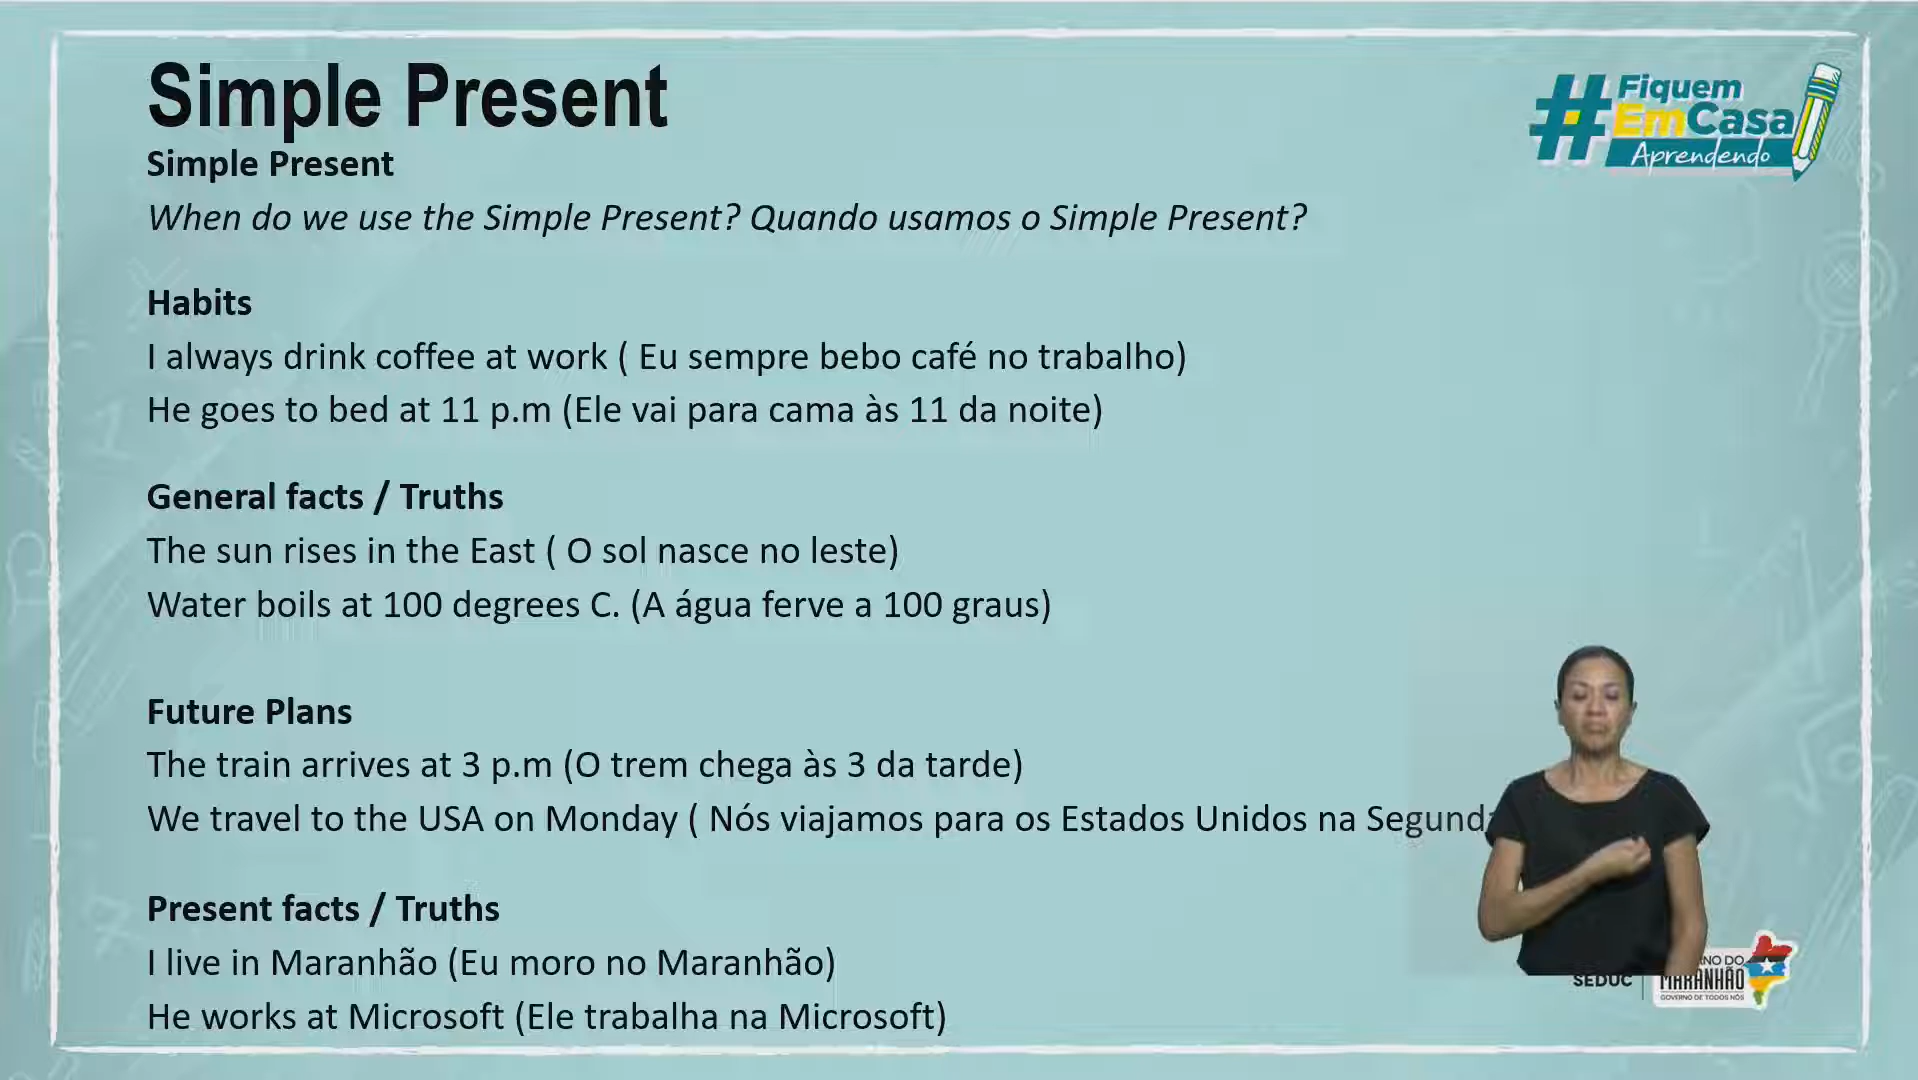 Simple Present
#Fiquem
EmCasa
Aprendendo
Simple Present
When do we use the Simple Present? Quando usamos o Simple Present?
Habits
I always drink coffee at work ( Eu sempre bebo café no trabalho)
He goes to bed at 11 p.m (Ele vai para cama às 11 da noite)
General facts / Truths
The sun rises in the East ( O sol nasce no leste)
Water boils at 100 degrees C. (A água ferve a 100 graus)
Future Plans
The train arrives at 3 p.m (O trem chega às 3 da tarde)
We travel to the USA on Monday ( Nós viajamos para os Estados Unidos na
Present facts / Truths
I live in Maranhão (Eu moro no Maranhão)
He works at Microsoft (Ele trabalha na Microsoft)
SEDUC
DO
MARANHÃO
GOVERNO DE TODOS NÓS